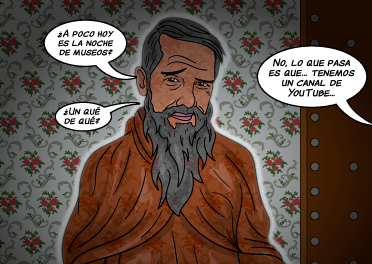 ¿A POCO HOY
ES LA NOCHE
DE MUSEOS?
NO, LO QUE PASA
ES QUE... TENEMOS
UN CANAL DE
YOUTUBE...
¿UN QUÉ
DE QUÉ?